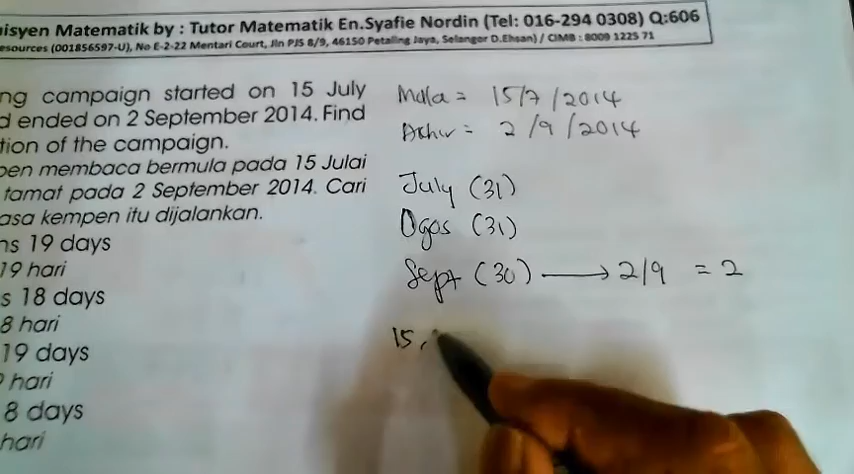 isyen Matematik by : Tutor Matematik En.Syafie Nordin (Tel: 016-294 0308) Q:606
esources (001856597-U), No E-2-22 Mentari Court, Jln PJS 8/9, 46150 Petaling Jaya, Selangor D.Ehsan) / CIMB : 8009 1225 71
ng campaign started on 15 July
d ended on 2 September 2014. Find
tion of the campaign.
pen membaca bermula pada 15 Julai
tamat pada 2 September 2014. Cari
asa kempen itu dijalankan.
hs 19 days
19 hari
s 18 days
8 hari
19 days
hari
8 days
hari
Mula = 15/7/2014
Akhir = 2/9/2014
July (31)
Ogos (31)
Sept (30) → 2/9 = 2
15